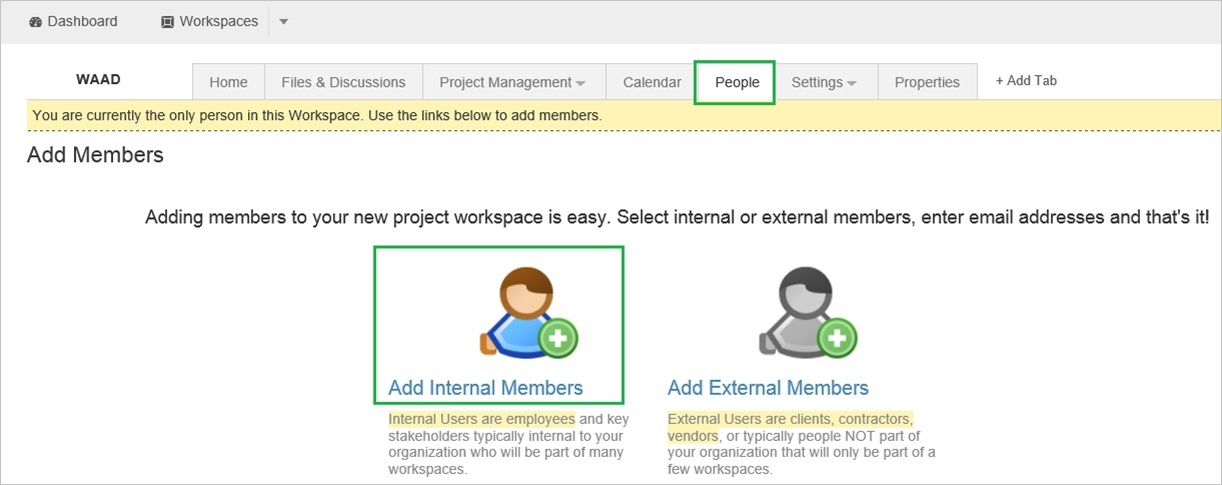 Dashboard Workspaces
WAAD Home Files & Discussions Project Management Calendar People Settings Properties + Add Tab
You are currently the only person in this Workspace. Use the links below to add members.
Add Members
Adding members to your new project workspace is easy. Select internal or external members, enter email addresses and that's it!
Add Internal Members
Internal Users are employees and key
stakeholders typically internal to your
organization who will be part of many
workspaces.
Add External Members
External Users are clients, contractors,
vendors, or typically people NOT part of
your organization that will only be part of a
few workspaces.